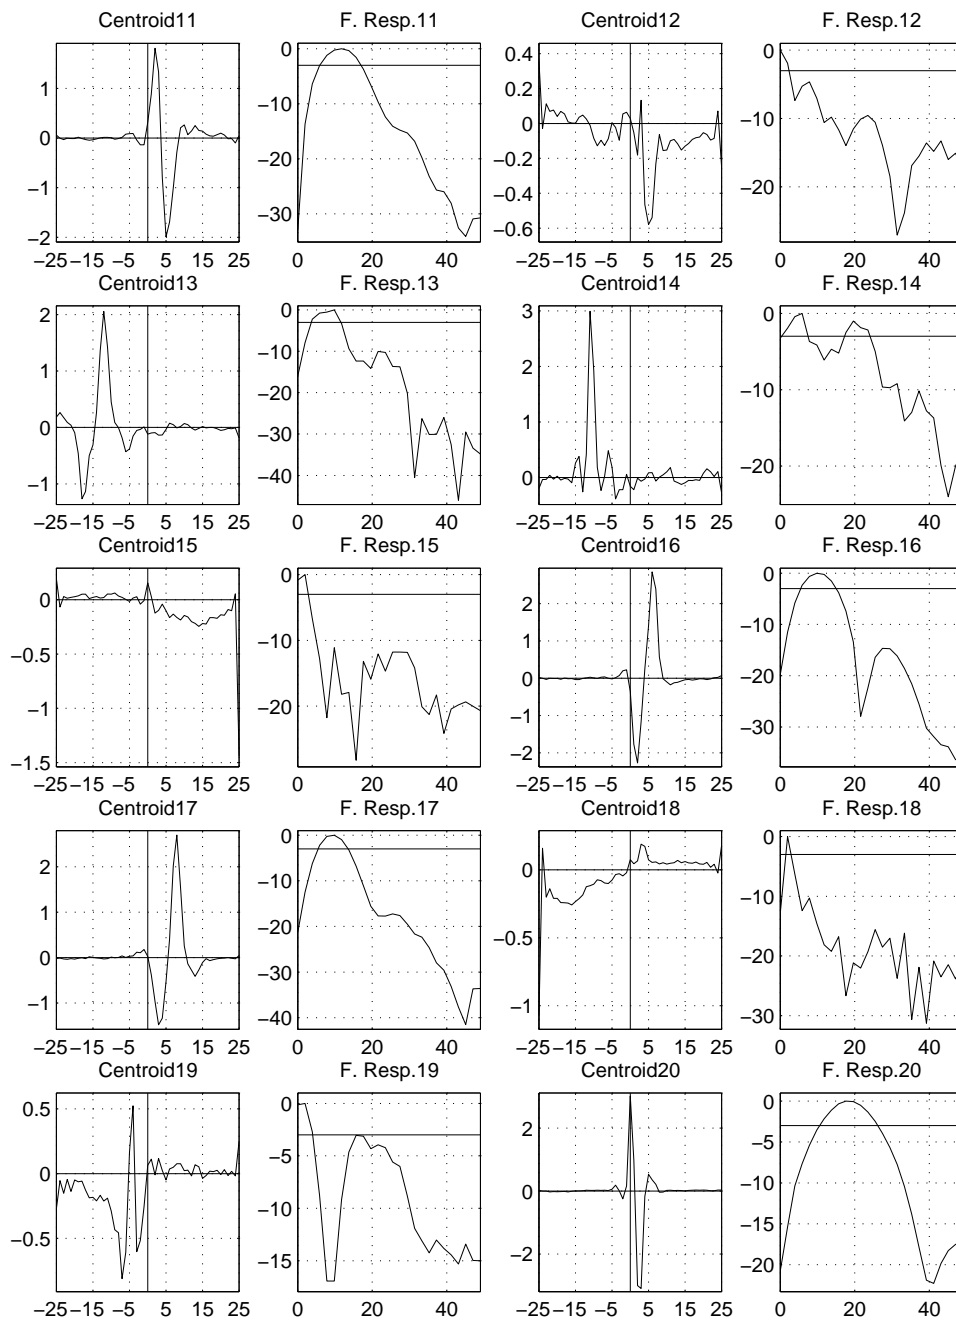 Centroid11 F. Resp.11 Centroid12 F. Resp.12
1 0 −1 −2
0 −10 −20 −30
0.4 0.2 0 −0.2 −0.4 −0.6
0 −10 −20
−25 −15 −5 5 15 25 0 20 40 −25 −15 −5 5 15 25 0 20 40
Centroid13 F. Resp.13 Centroid14 F. Resp.14
2 1 0 −1
0 −10 −20 −30 −40
3 2 1 0
0 −10 −20
−25 −15 −5 5 15 25 0 20 40 −25 −15 −5 5 15 25 0 20 40
Centroid15 F. Resp.15 Centroid16 F. Resp.16
0 −0.5 −1 −1.5
0 −10 −20
2 1 0 −1 −2
0 −10 −20 −30
−25 −15 −5 5 15 25 0 20 40 −25 −15 −5 5 15 25 0 20 40
Centroid17 F. Resp.17 Centroid18 F. Resp.18
2 1 0 −1
0 −10 −20 −30 −40
0 −0.5 −1
0 −10 −20 −30
−25 −15 −5 5 15 25 0 20 40 −25 −15 −5 5 15 25 0 20 40
Centroid19 F. Resp.19 Centroid20 F. Resp.20
0.5 0 −0.5
0 −5 −10 −15
2 0 −2
0 −5 −10 −15 −20
−25 −15 −5 5 15 25 0 20 40 −25 −15 −5 5 15 25 0 20 40